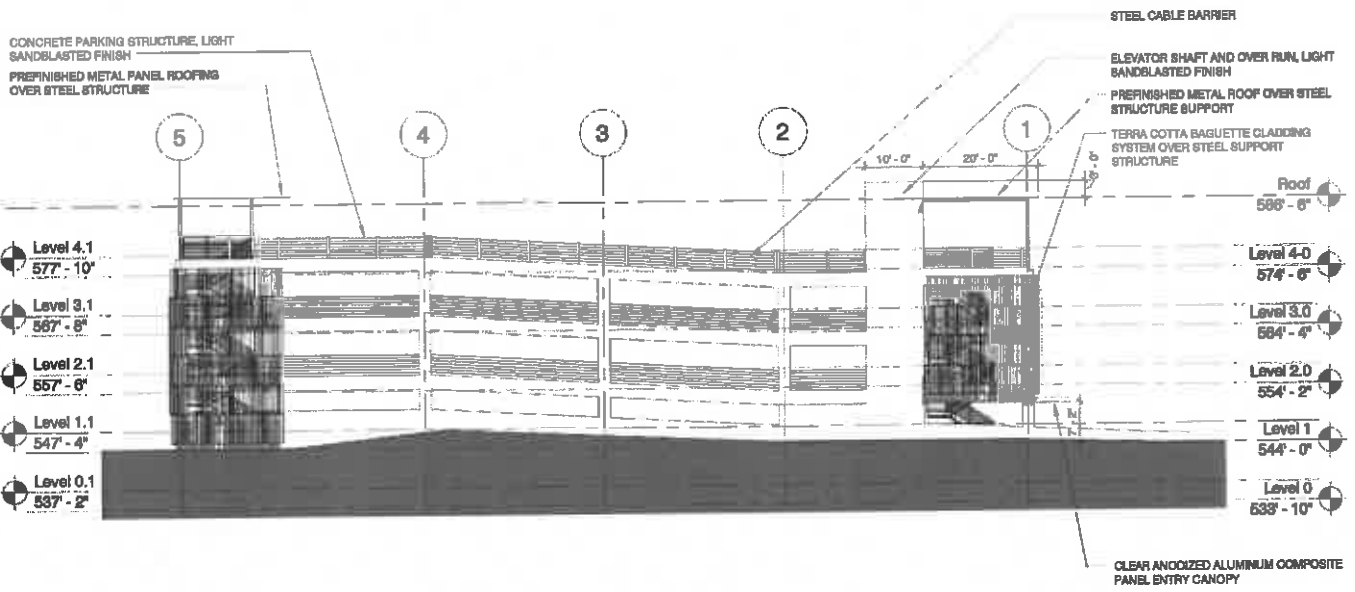 STEEL CABLE BARRIER
CONCRETE PARKING STRUCTURE, LIGHT
SANDBLASTED FINISH
PREFINISHED METAL PANEL ROOFING
OVER STEEL STRUCTURE
ELEVATOR SHAFT AND OVER RUN, LIGHT
SANDBLASTED FINISH
PREFINISHED METAL ROOF OVER STEEL
STRUCTURE SUPPORT
TERRA COTTA BAGUETTE CLADDING
SYSTEM OVER STEEL SUPPORT
STRUCTURE
5 4 3 2 1
10' - 0" 20' - 0"
Roof
586' - 6"
Level 4.1
577' - 10"
Level 4-0
574' - 6"
Level 3.1
567' - 8"
Level 3.0
564' - 4"
Level 2.1
557' - 6"
Level 2.0
554' - 2"
Level 1.1
547' - 4"
Level 1
544' - 0"
Level 0.1
537' - 2"
Level 0
533' - 10"
CLEAR ANODIZED ALUMINUM COMPOSITE
PANEL ENTRY CANOPY